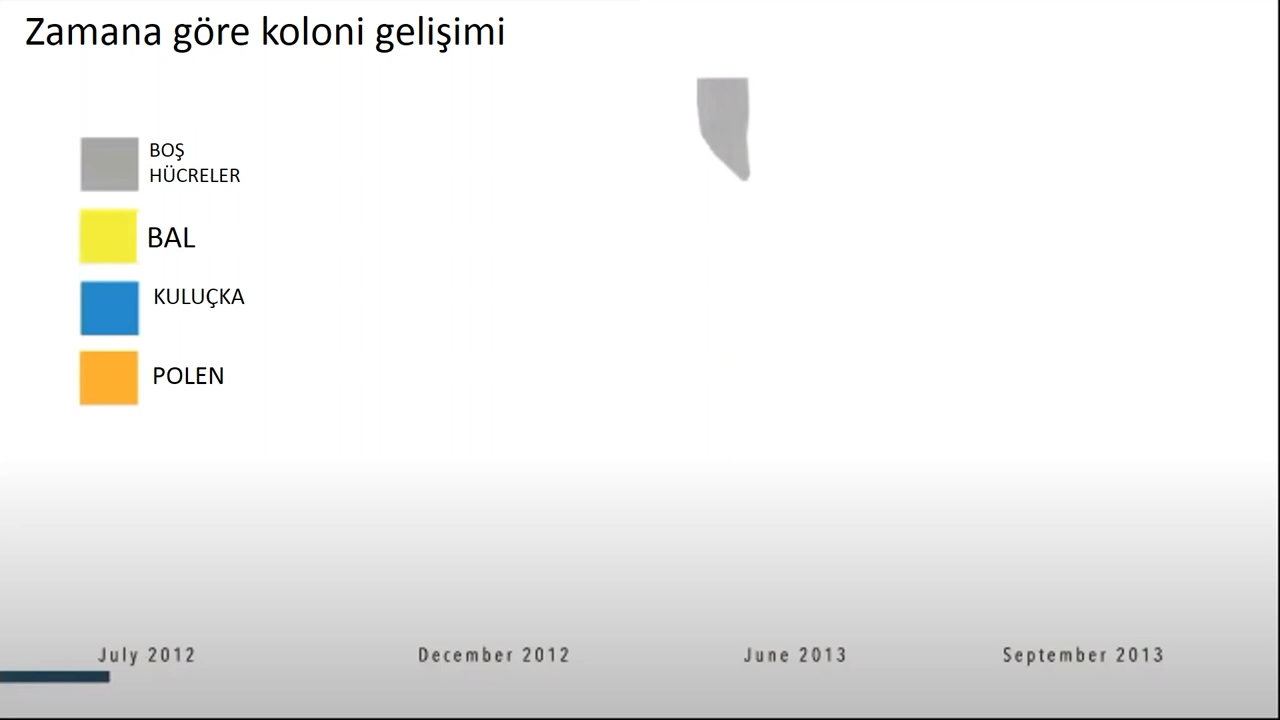 Zamana göre koloni gelişimi
BOŞ
HÜCRELER
BAL
KULUÇKA
POLEN
July 2012
December 2012
June 2013
September 2013